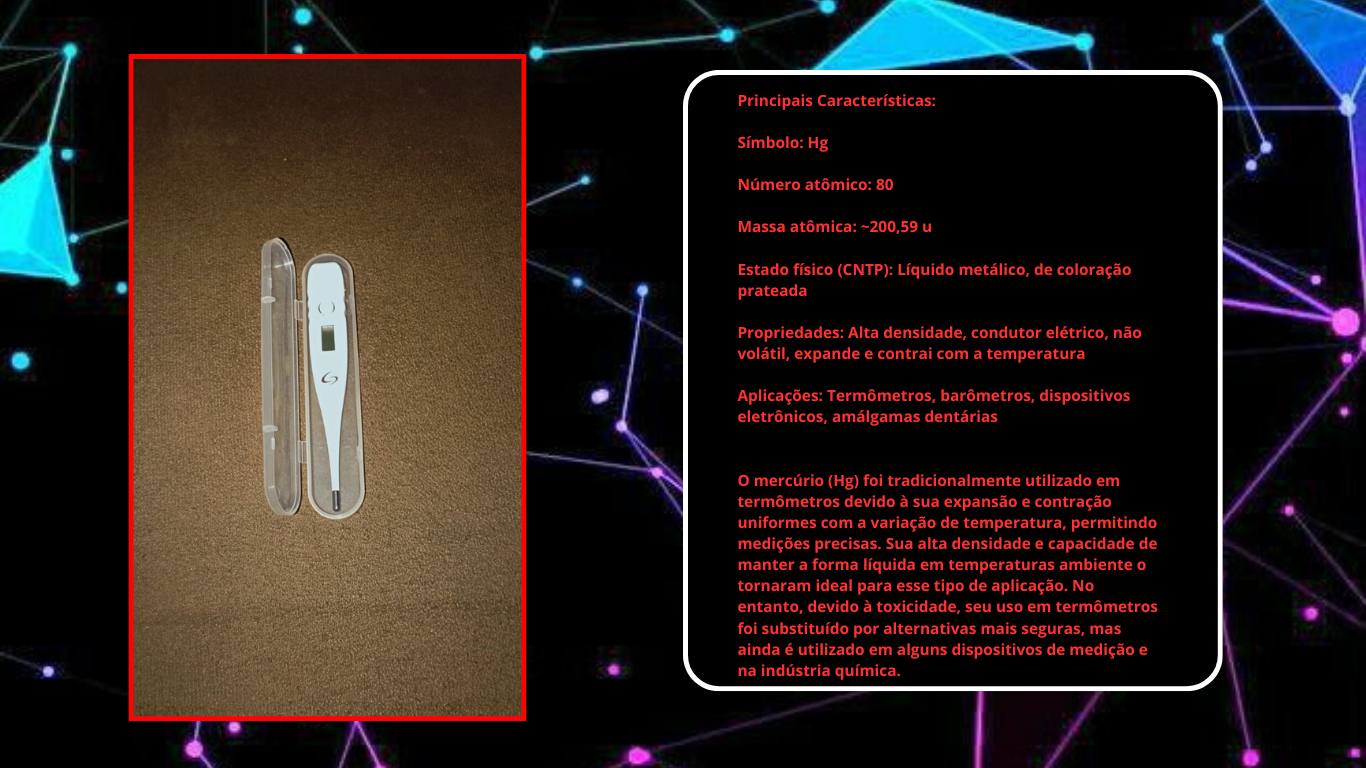 Principais Características:
Símbolo: Hg
Número atômico: 80
Massa atômica: ~200,59 u
Estado físico (CNTP): Líquido metálico, de coloração
prateada
Propriedades: Alta densidade, condutor elétrico, não
volátil, expande e contrai com a temperatura
Aplicações: Termômetros, barômetros, dispositivos
eletrônicos, amálgamas dentárias
O mercúrio (Hg) foi tradicionalmente utilizado em
termômetros devido à sua expansão e contração
uniformes com a variação de temperatura, permitindo
medições precisas. Sua alta densidade e capacidade de
manter a forma líquida em temperaturas ambiente o
tornaram ideal para esse tipo de aplicação. No
entanto, devido à toxicidade, seu uso em termômetros
foi substituído por alternativas mais seguras, mas
ainda é utilizado em alguns dispositivos de medição e
na indústria química.